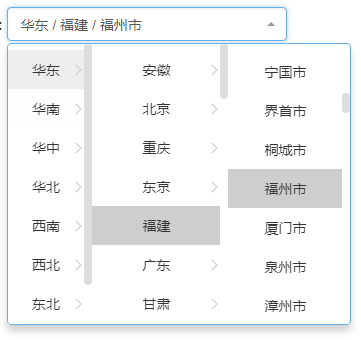 : 华东 / 福建 / 福州市
华东 安徽 宁国市
华南 北京 界首市
华中 重庆 桐城市
华北 东京 福州市
西南 福建 厦门市
西北 广东 泉州市
东北 甘肃 漳州市